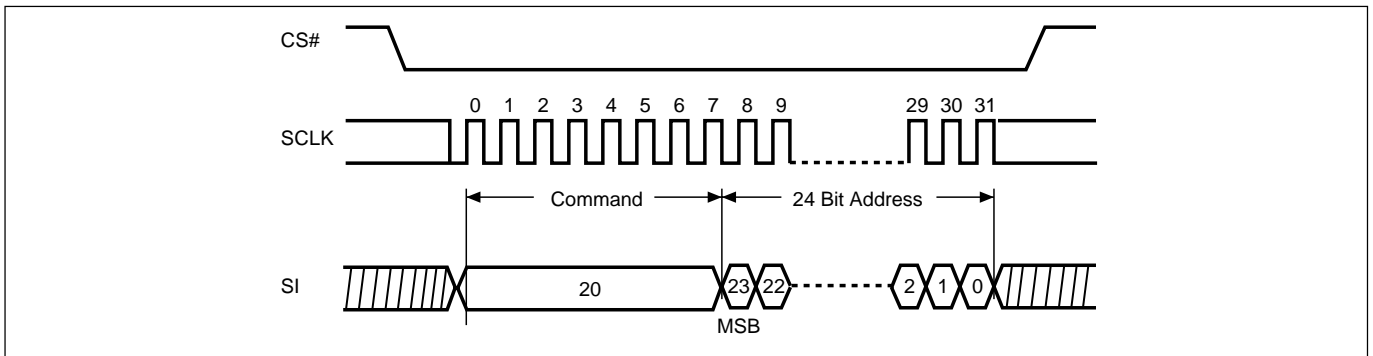 CS#
0 1 2 3 4 5 6 7 8 9 29 30 31
SCLK
Command 24 Bit Address
SI 20 23 22 2 1 0
MSB